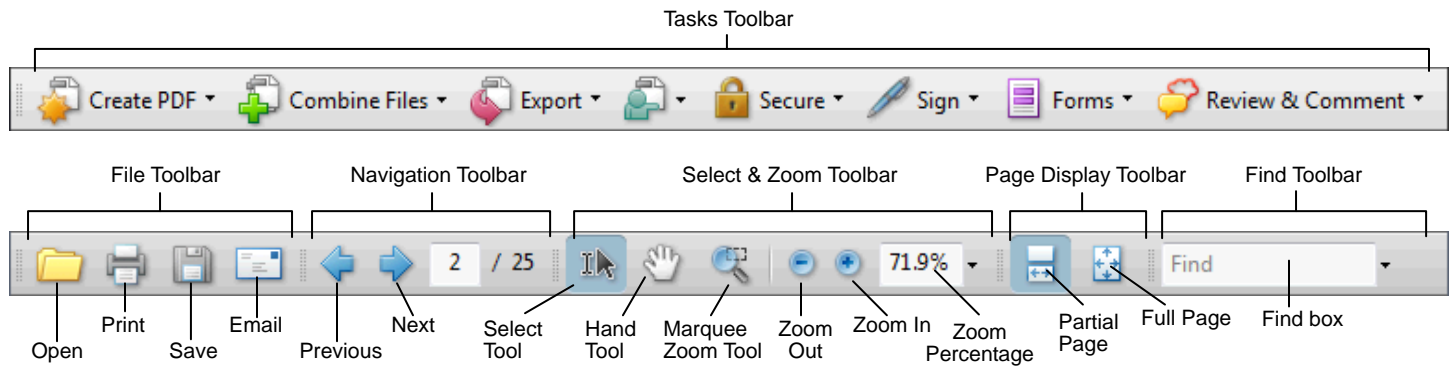 Tasks Toolbar
Create PDF Combine Files Export Secure Sign Forms Review & Comment
File Toolbar Navigation Toolbar Select & Zoom Toolbar Page Display Toolbar Find Toolbar
2 / 25 71.9% Find
Open Print Save Email Previous Next Select Tool Hand Tool Marquee Zoom Tool Zoom Out Zoom In Zoom Percentage Partial Page Full Page Find box